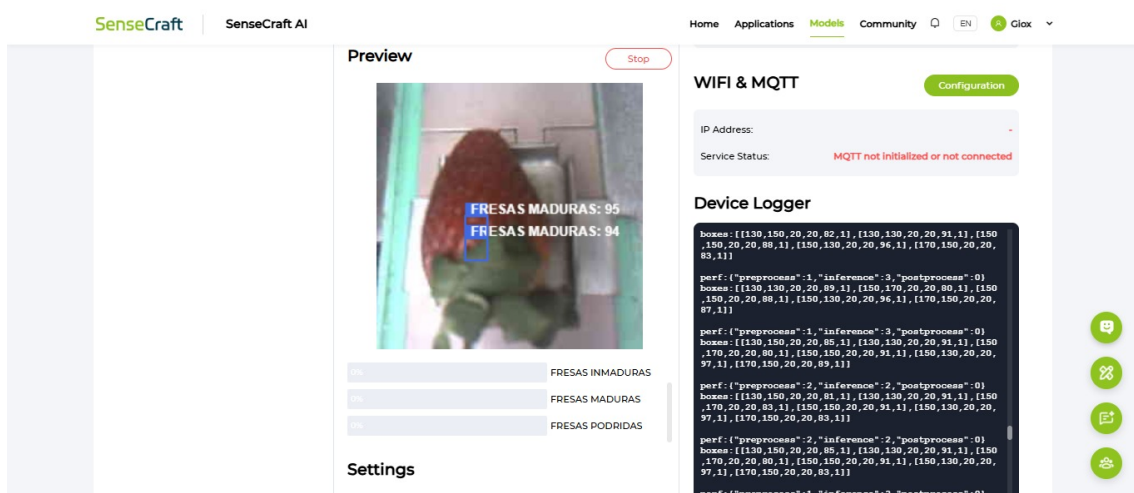 SenseCraft
SenseCraft AI
Home Applications Models Community EN A Giox
Preview
Stop
FRESAS MADURAS: 95
FRESAS MADURAS: 94
0% FRESAS INMADURAS
0% FRESAS MADURAS
0% FRESAS PODRIDAS
Settings
WIFI & MQTT
Configuration
IP Address: -
Service Status: MQTT not initialized or not connected
Device Logger
boxes:[[130,150,20,20,82,1],[130,130,20,20,91,1],[150
,150,20,20,88,1],[150,130,20,20,96,1],[170,150,20,20,
83,1]]
perf:{"preprocess":1,"inference":3,"postprocess":0}
boxes:[[130,130,20,20,89,1],[150,170,20,20,80,1],[150
,150,20,20,88,1],[150,130,20,20,96,1],[170,150,20,20,
87,1]]
perf:{"preprocess":1,"inference":3,"postprocess":0}
boxes:[[130,150,20,20,85,1],[130,130,20,20,91,1],[150
,170,20,20,80,1],[150,150,20,20,91,1],[150,130,20,20,
97,1],[170,150,20,20,89,1]]
perf:{"preprocess":2,"inference":2,"postprocess":0}
boxes:[[130,150,20,20,81,1],[130,130,20,20,91,1],[150
,170,20,20,83,1],[150,150,20,20,91,1],[150,130,20,20,
97,1],[170,150,20,20,83,1]]
perf:{"preprocess":2,"inference":2,"postprocess":0}
boxes:[[130,150,20,20,85,1],[130,130,20,20,91,1],[150
,170,20,20,80,1],[150,150,20,20,91,1],[150,130,20,20,
97,1],[170,150,20,20,83,1]]